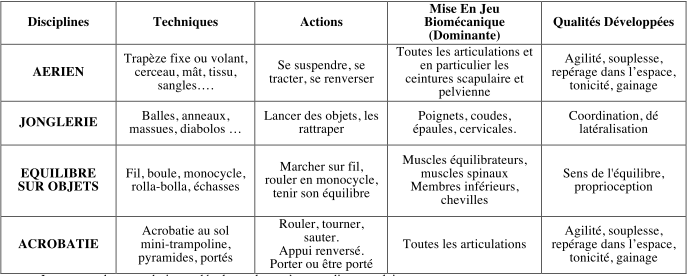 Disciplines
Techniques
Actions
Mise En Jeu
Biomécanique
(Dominante)
Qualités Développées
AERIEN
Trapèze fixe ou volant,
cerceau, mât, tissu,
sangles….
Se suspendre, se
tracter, se renverser
Toutes les articulations et
en particulier les
ceintures scapulaire et
pelvienne
Agilité, souplesse,
repérage dans l'espace,
tonicité, gainage
JONGLERIE
Balles, anneaux,
massues, diabolos …
Lancer des objets, les
rattraper
Poignets, coudes,
épaules, cervicales.
Coordination, dé
latéralisation
EQUILIBRE
SUR OBJETS
Fil, boule, monocycle,
rolla-bolla, échasses
Marcher sur fil,
rouler en monocycle,
tenir son équilibre
Muscles équilibrateurs,
muscles spinaux
Membres inférieurs,
chevilles
Sens de l'équilibre,
proprioception
ACROBATIE
Acrobatie au sol
mini-trampoline,
pyramides, portés
Rouler, tourner,
sauter.
Appui renversé.
Porter ou être porté
Toutes les articulations
Agilité, souplesse,
repérage dans l'espace,
tonicité, gainage